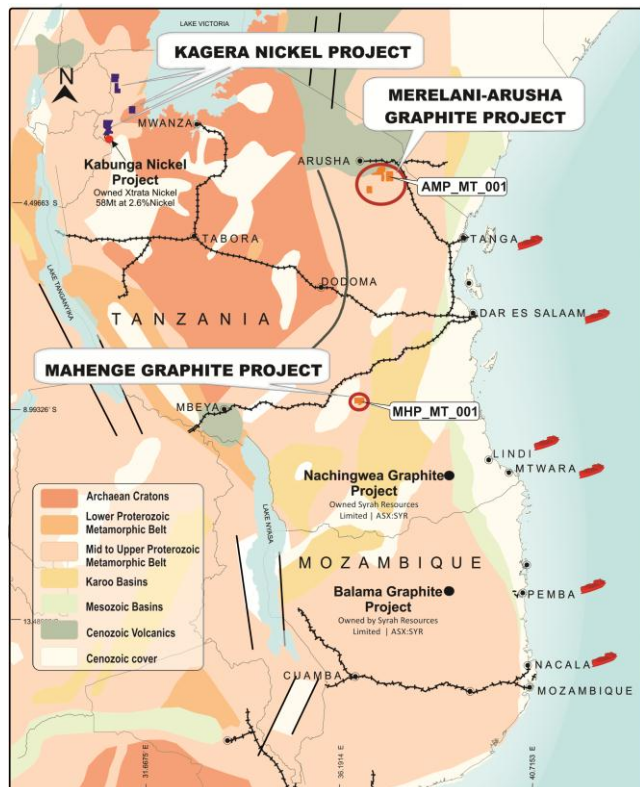 LAKE VICTORIA
KAGERA NICKEL PROJECT
N
MERELANI-ARUSHA
GRAPHITE PROJECT
MWANZA
ARUSHA
Kabunga Nickel
Project
Owned Xtrata Nickel
58Mt at 2.6%Nickel
AMP_MT_001
4.49663 S
TABORA
TANGA
LAKE TANGANYIKA
DODOMA
TANZANIA
DAR ES SALAAM
MAHENGE GRAPHITE PROJECT
8.99326 S
MBEYA
MHP_MT_001
LINDI
MTWARA
Nachingwea Graphite
Project
Owned Syrah Resources
Limited | ASX:SYR
LAKE NYASA
Archaean Cratons
Lower Proterozoic
Metamorphic Belt
Mid to Upper Proterozoic
Metamorphic Belt
Karoo Basins
Mesozoic Basins
Cenozoic Volcanics
Cenozoic cover
MOZAMBIQUE
Balama Graphite
Project
Owned by Syrah Resources
Limited | ASX:SYR
PEMBA
NACALA
CUAMBA
MOZAMBIQUE
31.6675 E
36.1914 E
40.7153 E